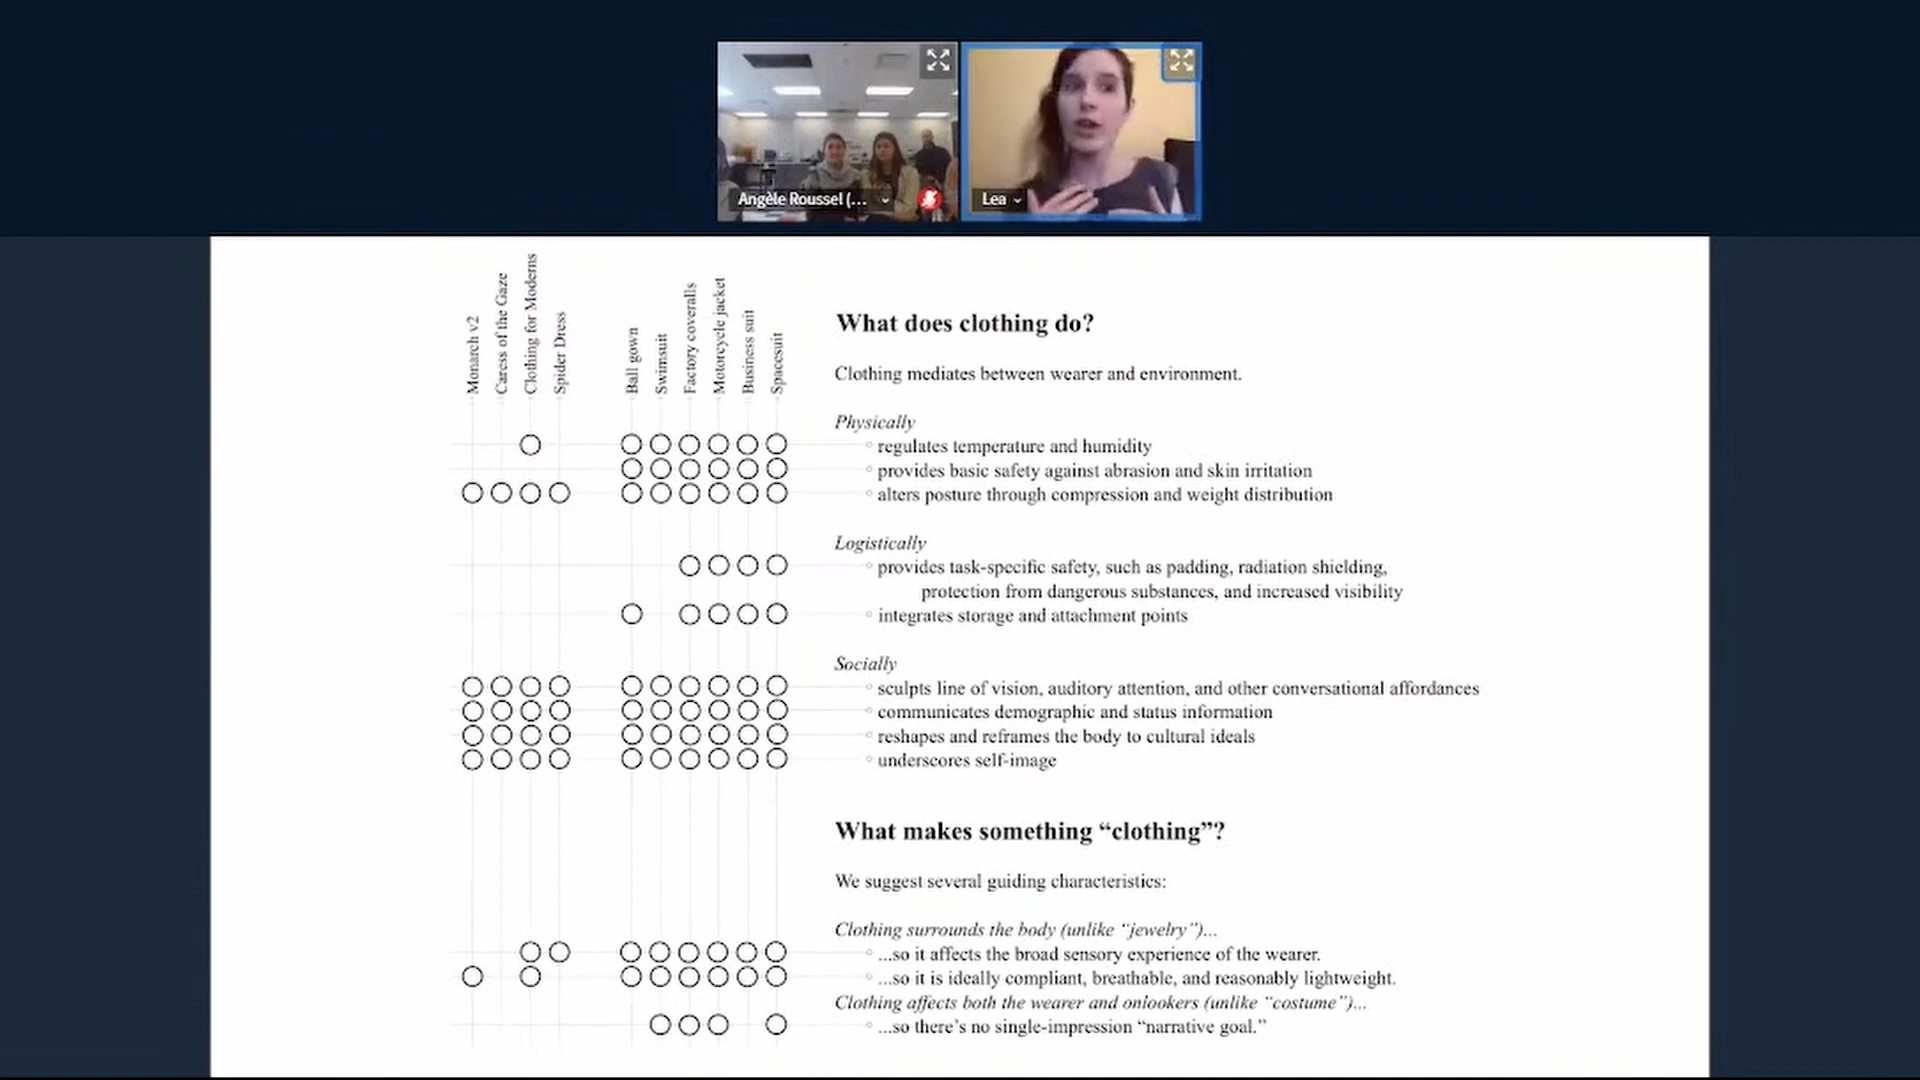 Angèle Roussel (...
Lea
Monarch v2
Caress of the Gaze
Clothing for Moderns
Spider Dress
Ball gown
Swimsuit
Factory coveralls
Motorcycle jacket
Business suit
Spacesuit
What does clothing do?
Clothing mediates between wearer and environment.
Physically
regulates temperature and humidity
provides basic safety against abrasion and skin irritation
alters posture through compression and weight distribution
Logistically
provides task-specific safety, such as padding, radiation shielding,
protection from dangerous substances, and increased visibility
integrates storage and attachment points
Socially
sculpts line of vision, auditory attention, and other conversational affordances
communicates demographic and status information
reshapes and reframes the body to cultural ideals
underscores self-image
What makes something “clothing”?
We suggest several guiding characteristics:
Clothing surrounds the body (unlike “jewelry”)...
...so it affects the broad sensory experience of the wearer.
...so it is ideally compliant, breathable, and reasonably lightweight.
Clothing affects both the wearer and onlookers (unlike “costume”)...
...so there’s no single-impression “narrative goal.”